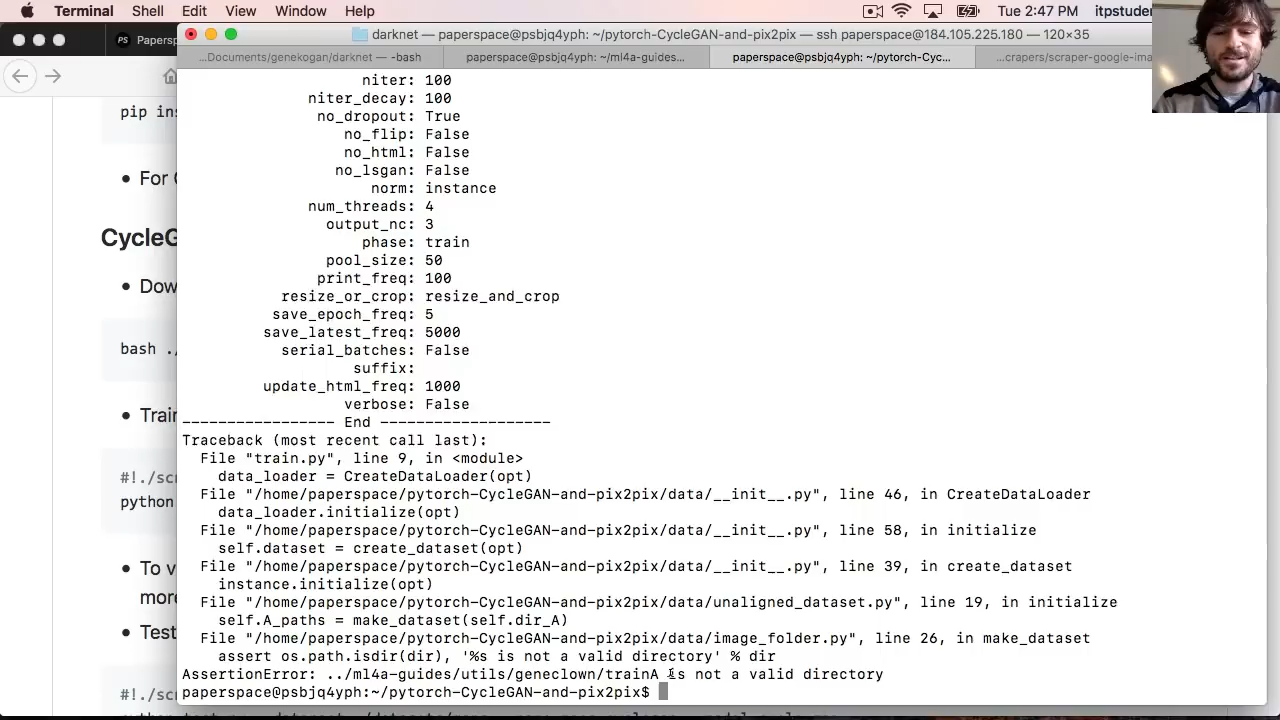 Terminal Shell Edit View Window Help Tue 2:47 PM itpstude
PS Papersp
darknet — paperspace@psbjq4yph: ~/pytorch-CycleGAN-and-pix2pix — ssh paperspace@184.105.225.180 — 120×35
...Documents/genekogan/darknet — -bash
paperspace@psbjq4yph: ~/ml4a-guides...
paperspace@psbjq4yph: ~/pytorch-Cyc...
...crapers/scraper-google-ima
pip ins
• For
CycleG
• Dow
bash ./
• Train
#!./scr
python
• To v
more
• Test
#!./scr
niter: 100
niter_decay: 100
no_dropout: True
no_flip: False
no_html: False
no_lsgan: False
norm: instance
num_threads: 4
output_nc: 3
phase: train
pool_size: 50
print_freq: 100
resize_or_crop: resize_and_crop
save_epoch_freq: 5
save_latest_freq: 5000
serial_batches: False
suffix:
update_html_freq: 1000
verbose: False
----------------- End -------------------
Traceback (most recent call last):
File "train.py", line 9, in <module>
data_loader = CreateDataLoader(opt)
File "/home/paperspace/pytorch-CycleGAN-and-pix2pix/data/__init__.py", line 46, in CreateDataLoader
data_loader.initialize(opt)
File "/home/paperspace/pytorch-CycleGAN-and-pix2pix/data/__init__.py", line 58, in initialize
self.dataset = create_dataset(opt)
File "/home/paperspace/pytorch-CycleGAN-and-pix2pix/data/__init__.py", line 39, in create_dataset
instance.initialize(opt)
File "/home/paperspace/pytorch-CycleGAN-and-pix2pix/data/unaligned_dataset.py", line 19, in initialize
self.A_paths = make_dataset(self.dir_A)
File "/home/paperspace/pytorch-CycleGAN-and-pix2pix/data/image_folder.py", line 26, in make_dataset
assert os.path.isdir(dir), '%s is not a valid directory' % dir
AssertionError: ../ml4a-guides/utils/geneclown/trainA is not a valid directory
paperspace@psbjq4yph:~/pytorch-CycleGAN-and-pix2pix$